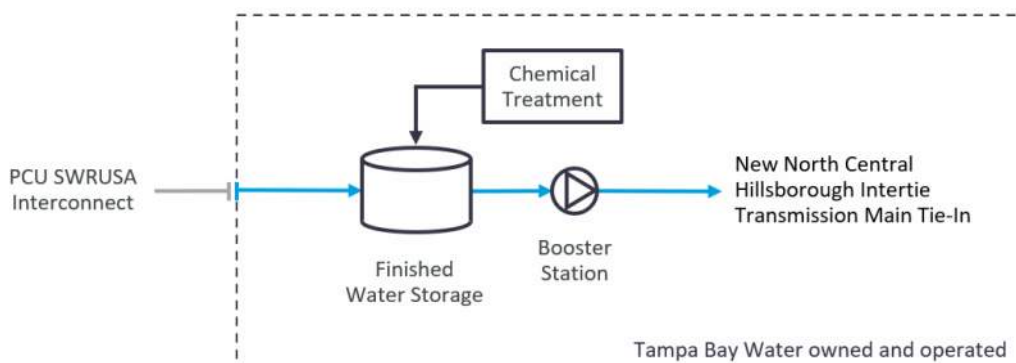 Chemical
Treatment
PCU SWRUSA
Interconnect
New North Central
Hillsborough Intertie
Transmission Main Tie-In
Finished
Water Storage
Booster
Station
Tampa Bay Water owned and operated